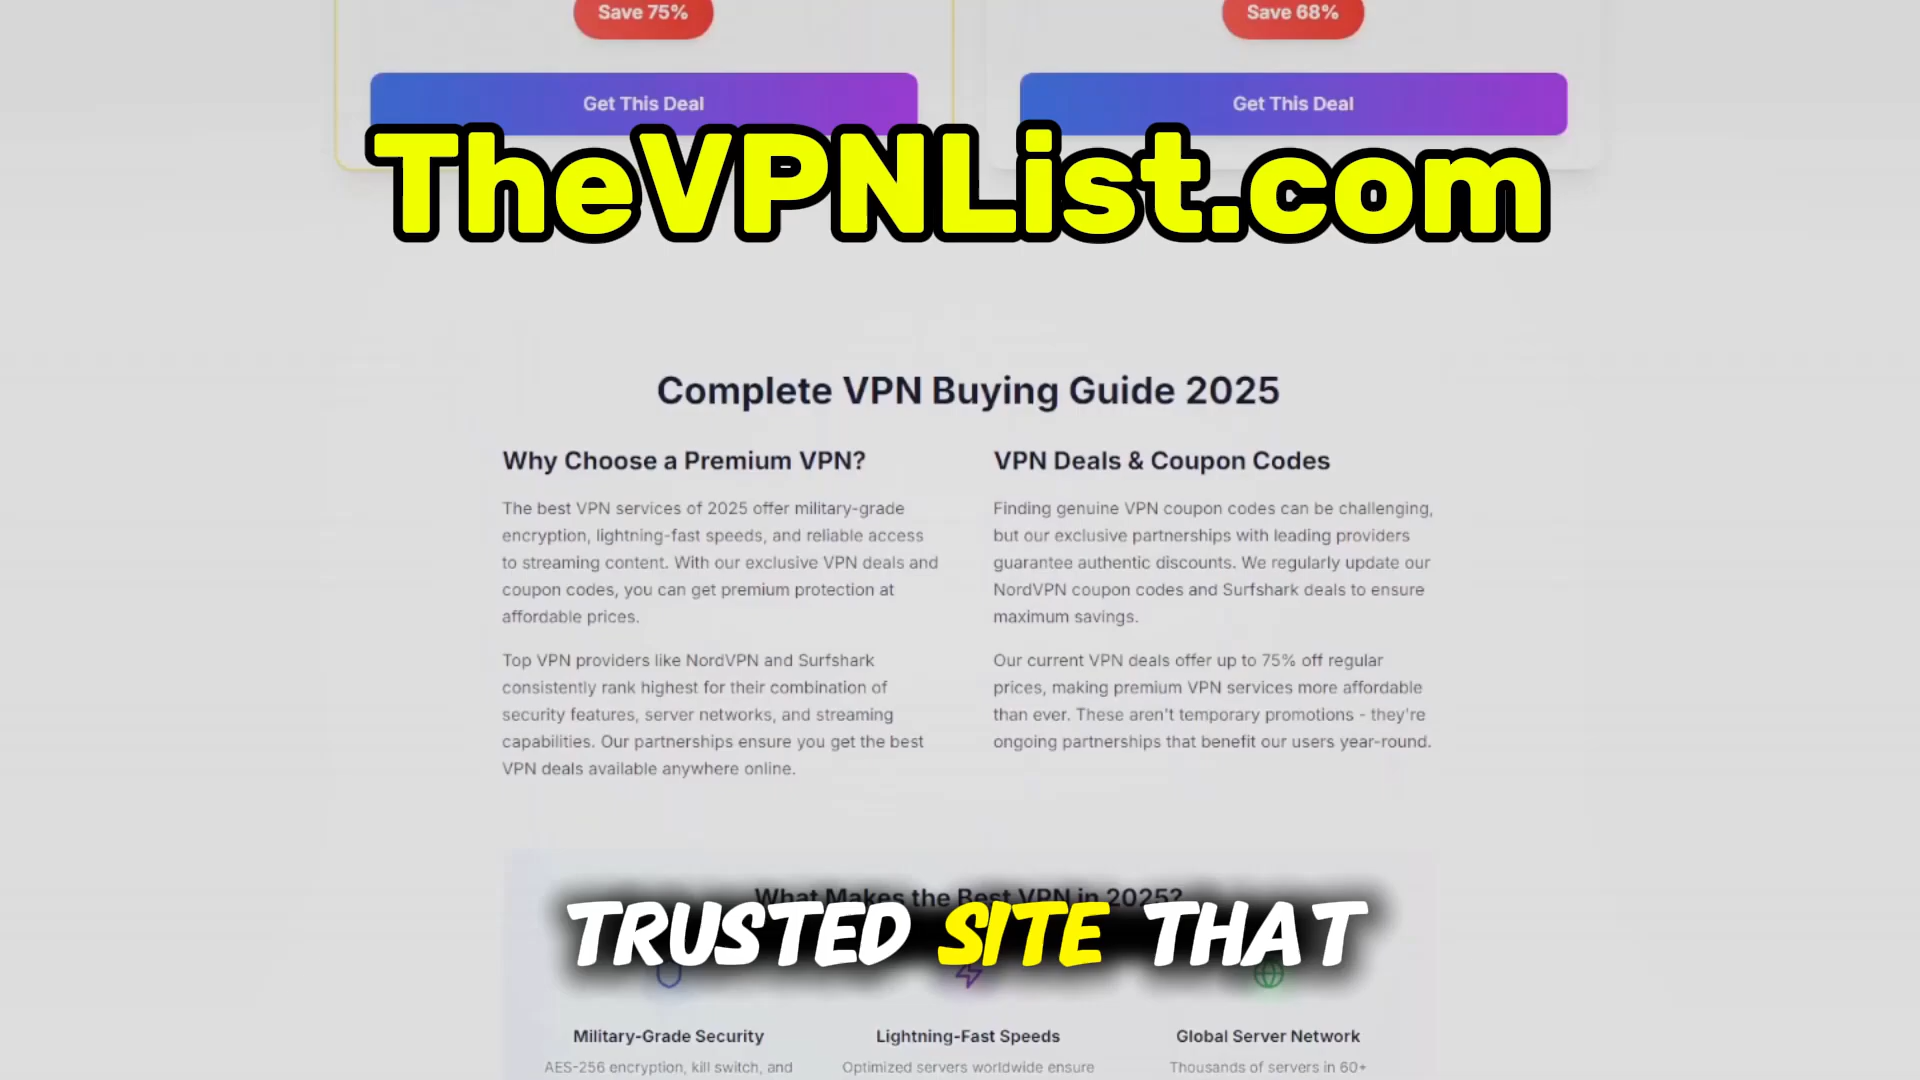 Save 75%
Save 68%
Get This Deal
Get This Deal
TheVPNList.com
Complete VPN Buying Guide 2025
Why Choose a Premium VPN?
The best VPN services of 2025 offer military-grade
encryption, lightning-fast speeds, and reliable access
to streaming content. With our exclusive VPN deals and
coupon codes, you can get premium protection at
affordable prices.
Top VPN providers like NordVPN and Surfshark
consistently rank highest for their combination of
security features, server networks, and streaming
capabilities. Our partnerships ensure you get the best
VPN deals available anywhere online.
VPN Deals & Coupon Codes
Finding genuine VPN coupon codes can be challenging,
but our exclusive partnerships with leading providers
guarantee authentic discounts. We regularly update our
NordVPN coupon codes and Surfshark deals to ensure
maximum savings.
Our current VPN deals offer up to 75% off regular
prices, making premium VPN services more affordable
than ever. These aren't temporary promotions - they're
ongoing partnerships that benefit our users year-round.
What Makes the Best VPN in 2025?
TRUSTED SITE THAT
Military-Grade Security
AES-256 encryption, kill switch, and
Lightning-Fast Speeds
Optimized servers worldwide ensure
Global Server Network
Thousands of servers in 60+